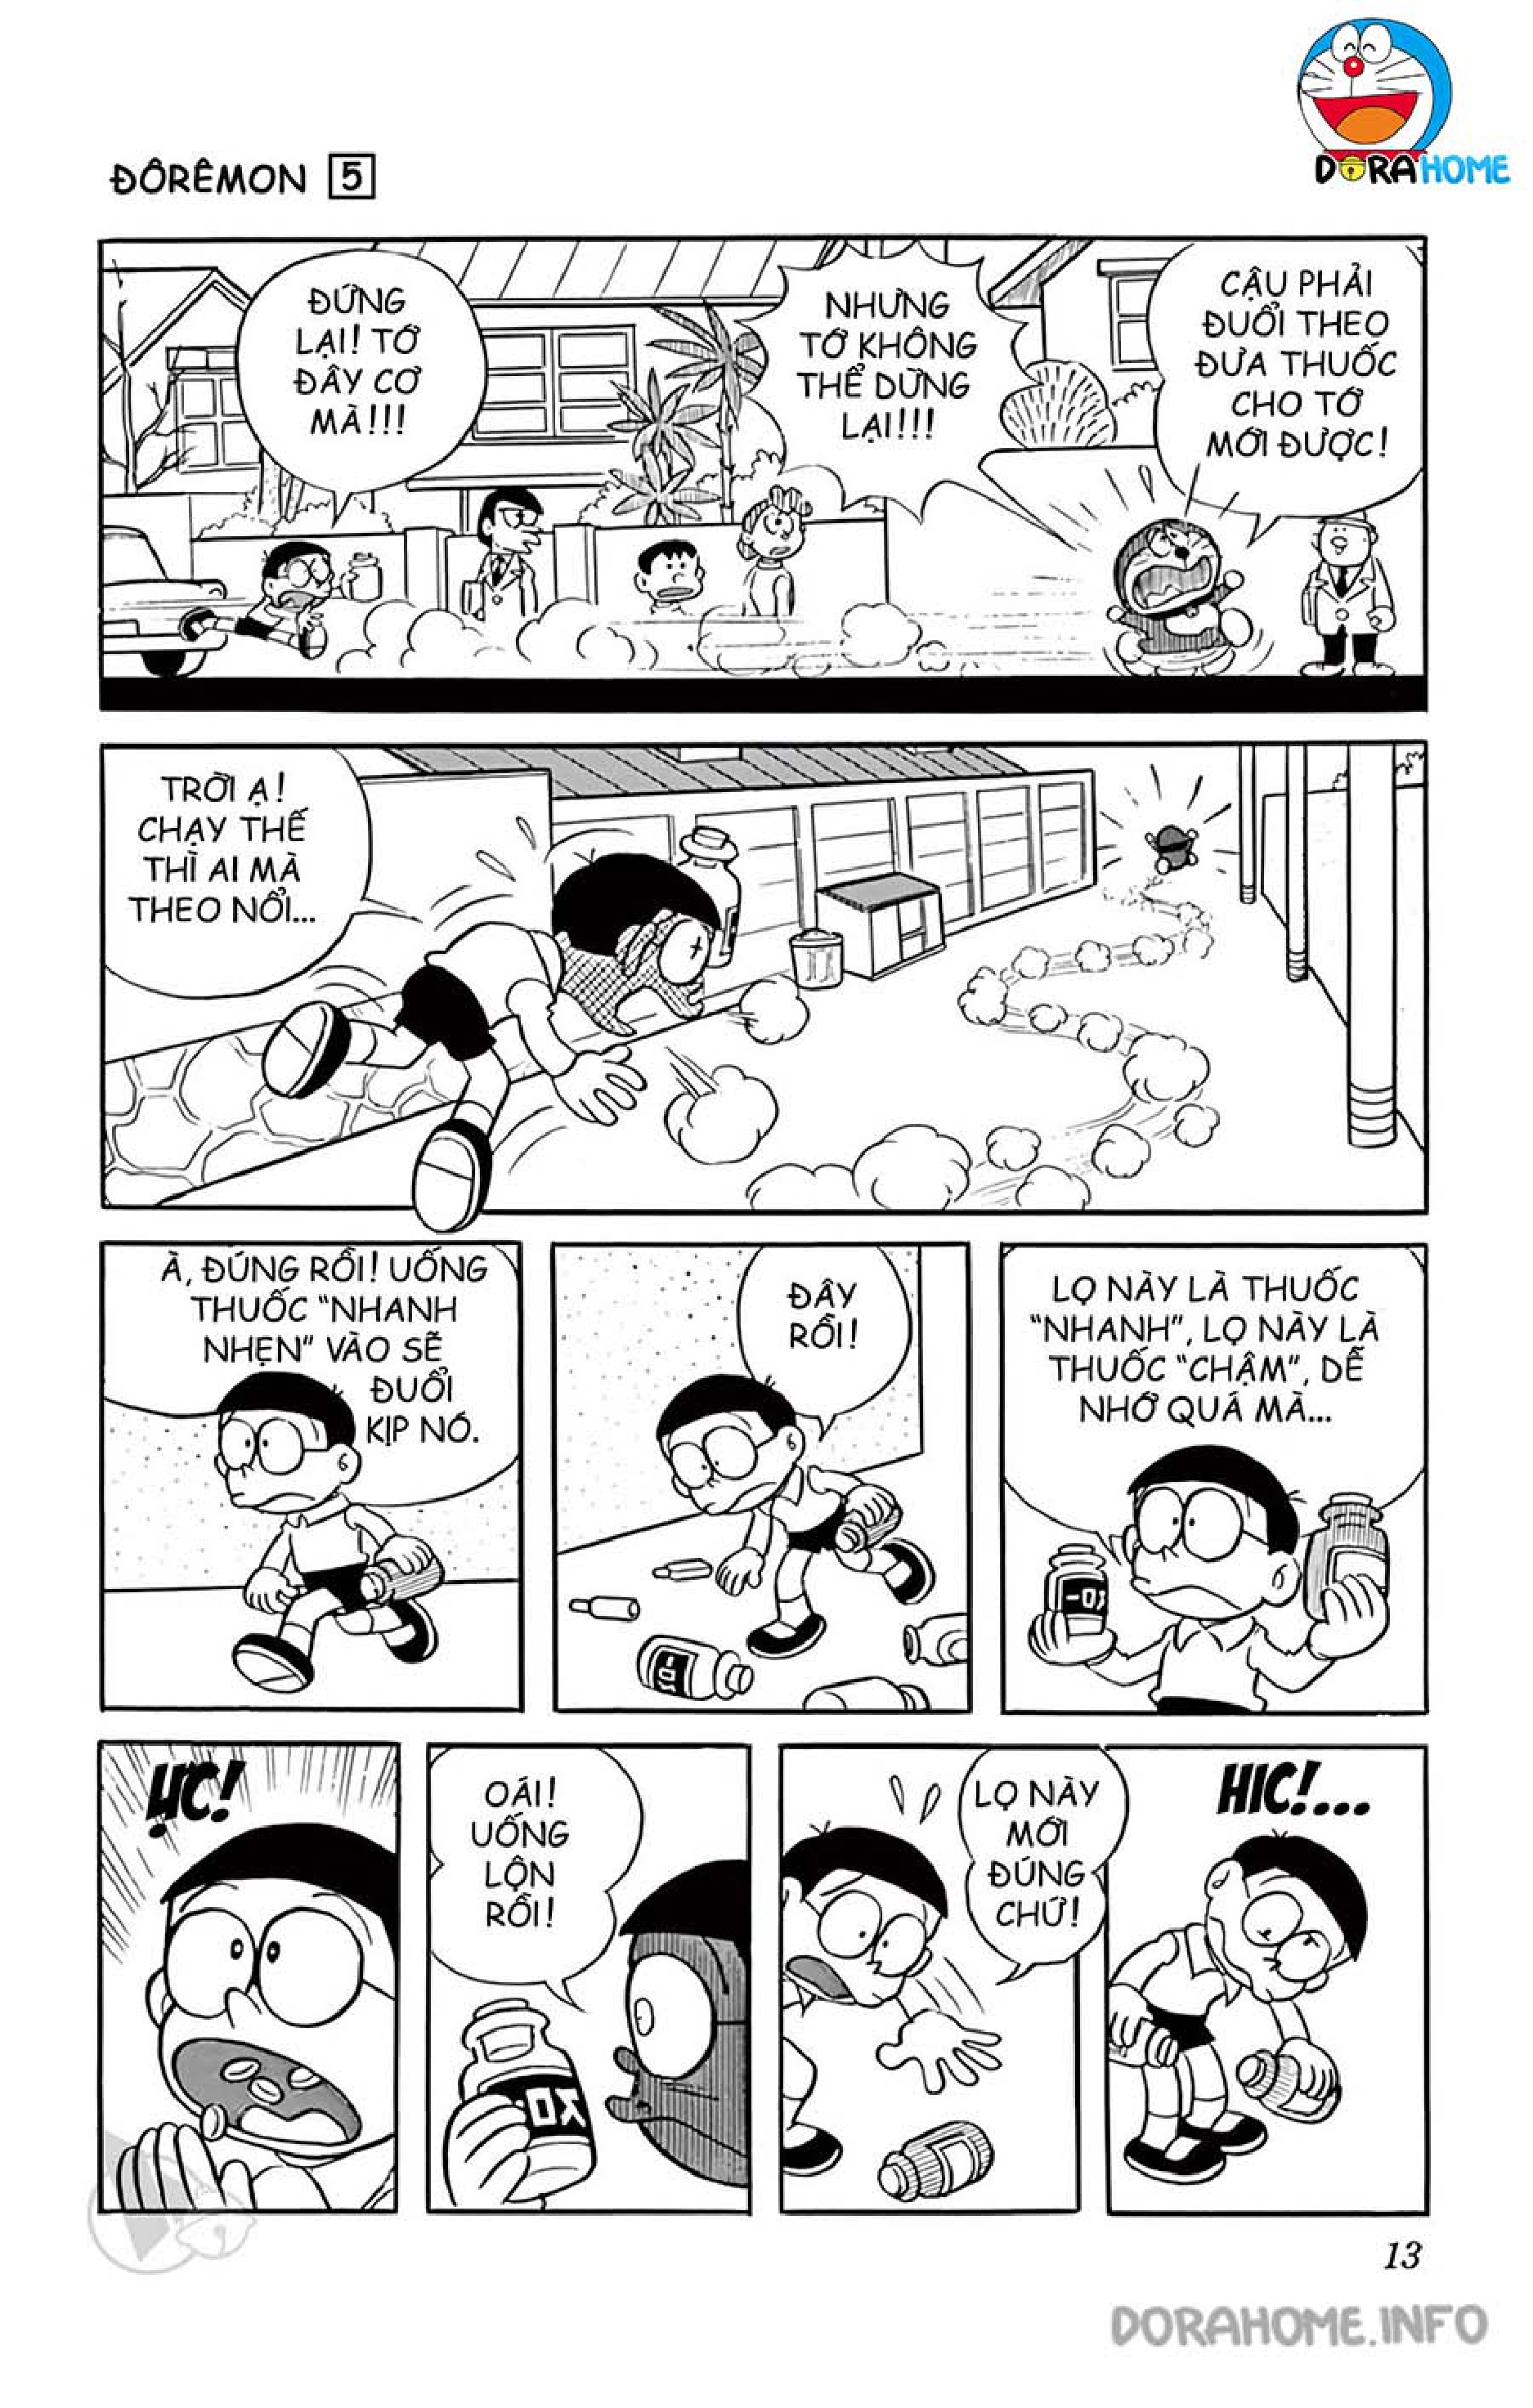 DORAHOME
ĐÔRÊMON 5
ĐỨNG
LẠI! TỚ
ĐÂY CƠ
MÀ!!!
NHƯNG
TỚ KHÔNG
THỂ DỪNG
LẠI!!!
CẬU PHẢI
ĐUỔI THEO
ĐƯA THUỐC
CHO TỚ
MỚI ĐƯỢC!
TRỜI Ạ!
CHẠY THẾ
THÌ AI MÀ
THEO NỔI...
À, ĐÚNG RỒI! UỐNG
THUỐC "NHANH
NHẸN" VÀO SẼ
ĐUỔI
KỊP NÓ.
ĐÂY
RỒI!
LỌ NÀY LÀ THUỐC
"NHANH", LỌ NÀY LÀ
THUỐC "CHẬM", DỄ
NHỚ QUÁ MÀ...
ỰC!
OÁI!
UỐNG
LỘN
RỒI!
LỌ NÀY
MỚI
ĐÚNG
CHỨ!
HIC!...
13
DORAHOME.INFO